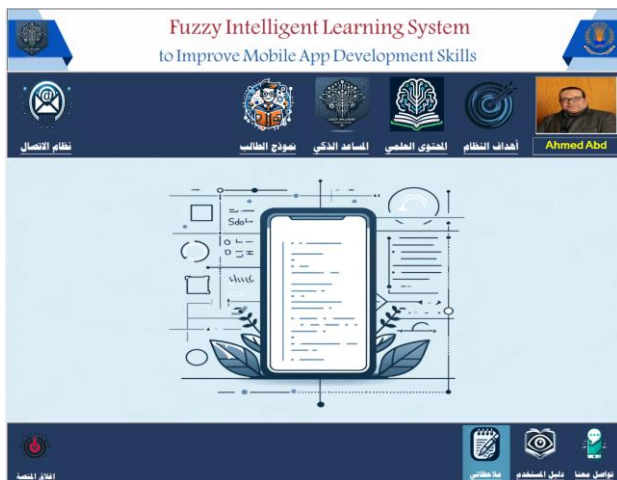 Fuzzy Intelligent Learning System
to Improve Mobile App Development Skills
Ahmed Abd
أهداف النظام
المحتوى العلمي
المساعد الذكي
نموذج الطالب
نظام الاتصال
تواصل معنا
دليل المستخدم
ملاحظاتي
إغلاق المنصة